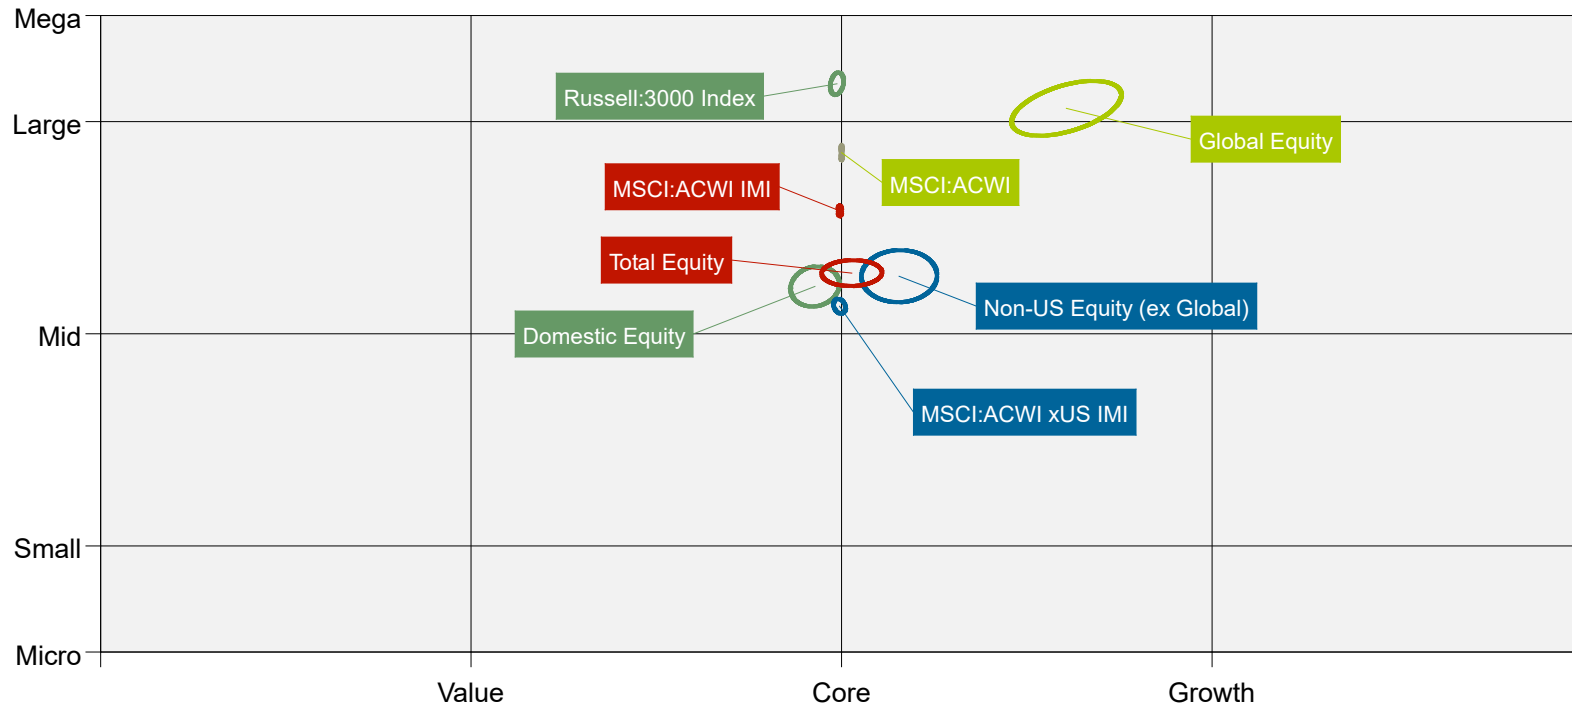 Mega
Russell:3000 Index
Large
Global Equity
MSCI:ACWI
MSCI:ACWI IMI
Total Equity
Non-US Equity (ex Global)
Domestic Equity
Mid
MSCI:ACWI xUS IMI
Small
Micro
Value
Core
Growth